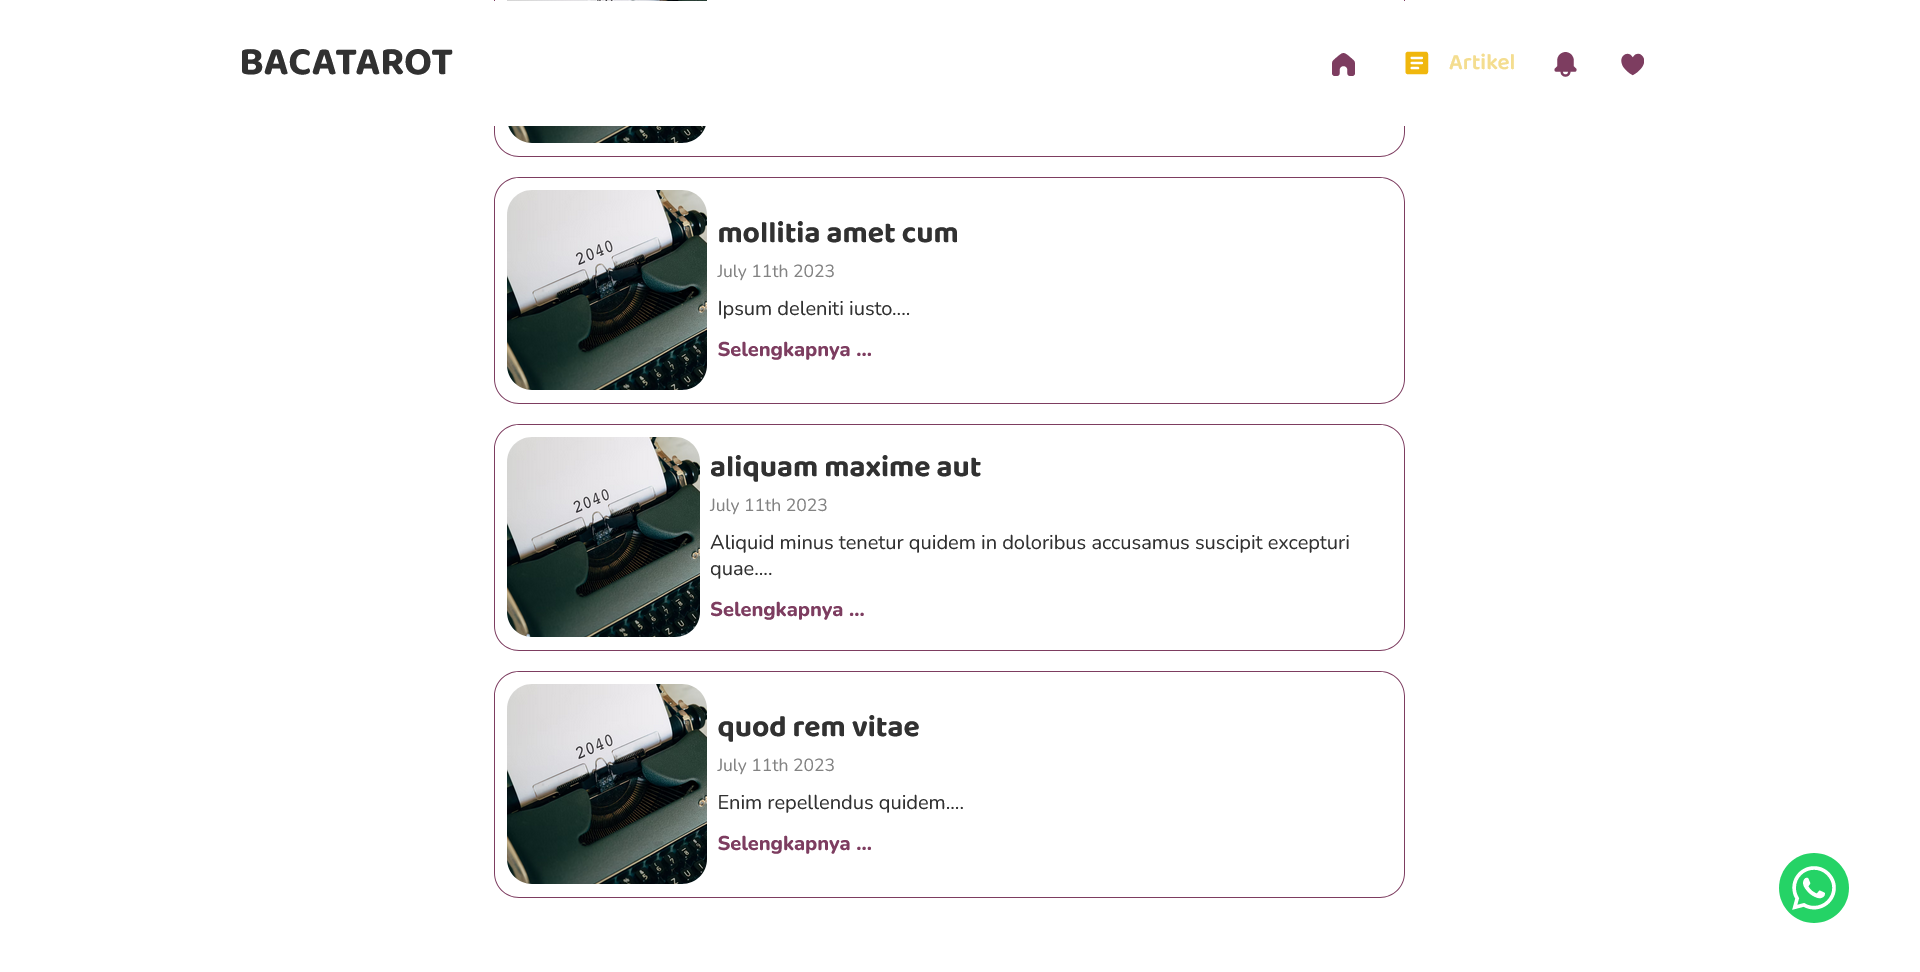 BACATAROT
Artikel
2040
mollitia amet cum
July 11th 2023
Ipsum deleniti iusto....
Selengkapnya ...
2040
aliquam maxime aut
July 11th 2023
Aliquid minus tenetur quidem in doloribus accusamus suscipit excepturi
quae....
Selengkapnya ...
2040
quod rem vitae
July 11th 2023
Enim repellendus quidem....
Selengkapnya ...